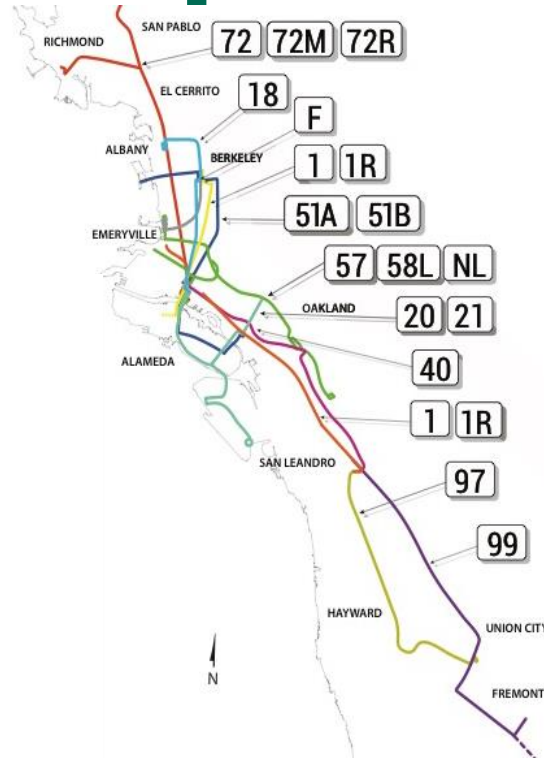 SAN PABLO
RICHMOND
72 72M 72R
EL CERRITO
18
F
ALBANY
BERKELEY
1 1R
51A 51B
EMERYVILLE
57 58L NL
OAKLAND
20 21
ALAMEDA
40
1 1R
SAN LEANDRO
97
99
HAYWARD
UNION CITY
N
FREMONT